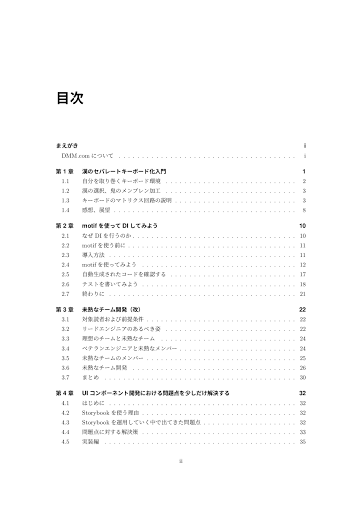 目次
まえがき i
DMM.com について . . . . . . . . . . . . . . . . . . . . . . . . . . . . . . i
第 1 章 漢のセパレートキーボード化入門 1
1.1 自分を取り巻くキーボード環境 . . . . . . . . . . . . . . . . . . . . 2
1.2 漢の選択、鬼のメンブレン加工 . . . . . . . . . . . . . . . . . . . . 3
1.3 キーボードのマトリクス回路の説明 . . . . . . . . . . . . . . . . . . 3
1.4 感想、展望 . . . . . . . . . . . . . . . . . . . . . . . . . . . . . . 8
第 2 章 motif を使って DI してみよう 10
2.1 なぜ DI を行うのか . . . . . . . . . . . . . . . . . . . . . . . . . . 10
2.2 motif を使う前に . . . . . . . . . . . . . . . . . . . . . . . . . . . 11
2.3 導入方法 . . . . . . . . . . . . . . . . . . . . . . . . . . . . . . . 11
2.4 motif を使ってみよう . . . . . . . . . . . . . . . . . . . . . . . . . 12
2.5 自動生成されたコードを確認する . . . . . . . . . . . . . . . . . . . 17
2.6 テストを書いてみよう . . . . . . . . . . . . . . . . . . . . . . . . . 18
2.7 終わりに . . . . . . . . . . . . . . . . . . . . . . . . . . . . . . . 21
第 3 章 未熟なチーム開発（改） 22
3.1 対象読者および前提条件 . . . . . . . . . . . . . . . . . . . . . . . . 22
3.2 リードエンジニアのあるべき姿 . . . . . . . . . . . . . . . . . . . . 22
3.3 理想のチームと未熟なチーム . . . . . . . . . . . . . . . . . . . . . 24
3.4 ベテランエンジニアと未熟なメンバー . . . . . . . . . . . . . . . . . 24
3.5 未熟なチームのメンバー . . . . . . . . . . . . . . . . . . . . . . . . 25
3.6 未熟なチーム開発 . . . . . . . . . . . . . . . . . . . . . . . . . . . 26
3.7 まとめ . . . . . . . . . . . . . . . . . . . . . . . . . . . . . . . . 30
第 4 章 UI コンポーネント開発における問題点を少しだけ解決する 32
4.1 はじめに . . . . . . . . . . . . . . . . . . . . . . . . . . . . . . . 32
4.2 Storybook を使う理由 . . . . . . . . . . . . . . . . . . . . . . . . . 32
4.3 Storybook を運用していく中で出てきた問題点 . . . . . . . . . . . . . 32
4.4 問題点に対する解決策 . . . . . . . . . . . . . . . . . . . . . . . . . 33
4.5 実装編 . . . . . . . . . . . . . . . . . . . . . . . . . . . . . . . . 35
ii